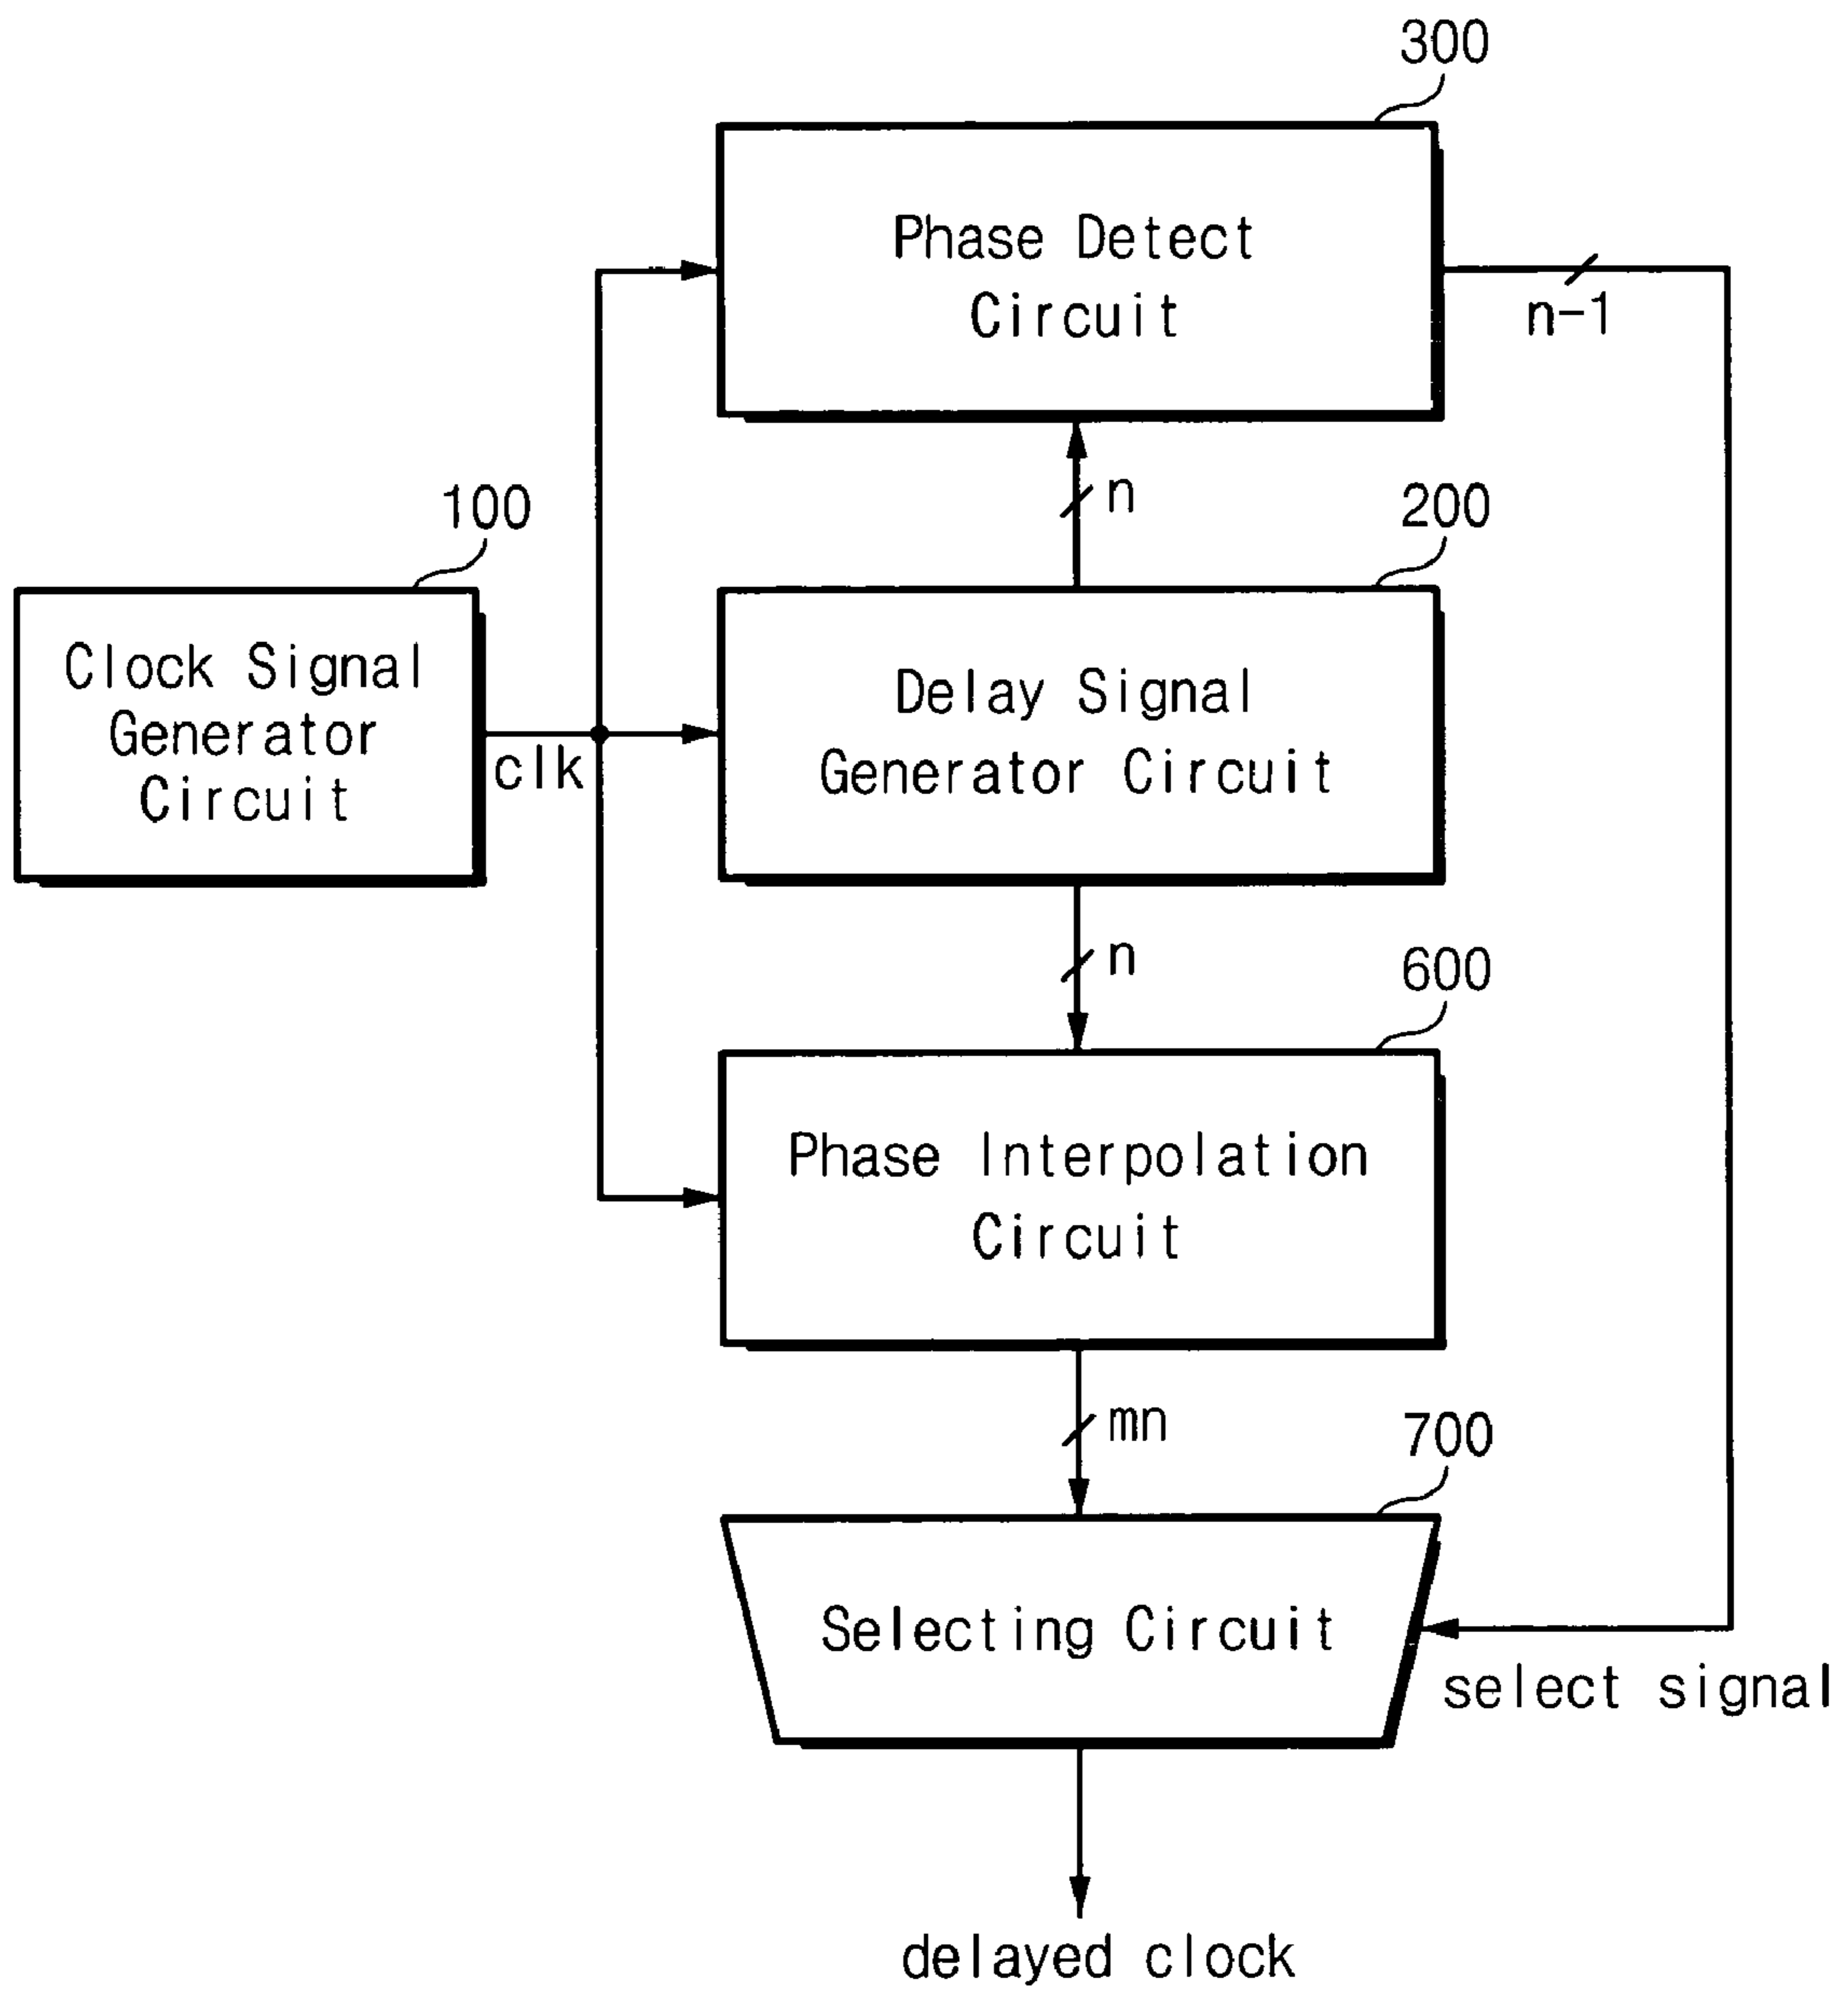 300
Phase Detect
Circuit
n-1
n
100
200
Clock Signal
Generator
Circuit
clk
Delay Signal
Generator Circuit
n
600
Phase Interpolation
Circuit
mn
700
Selecting Circuit
select signal
delayed clock